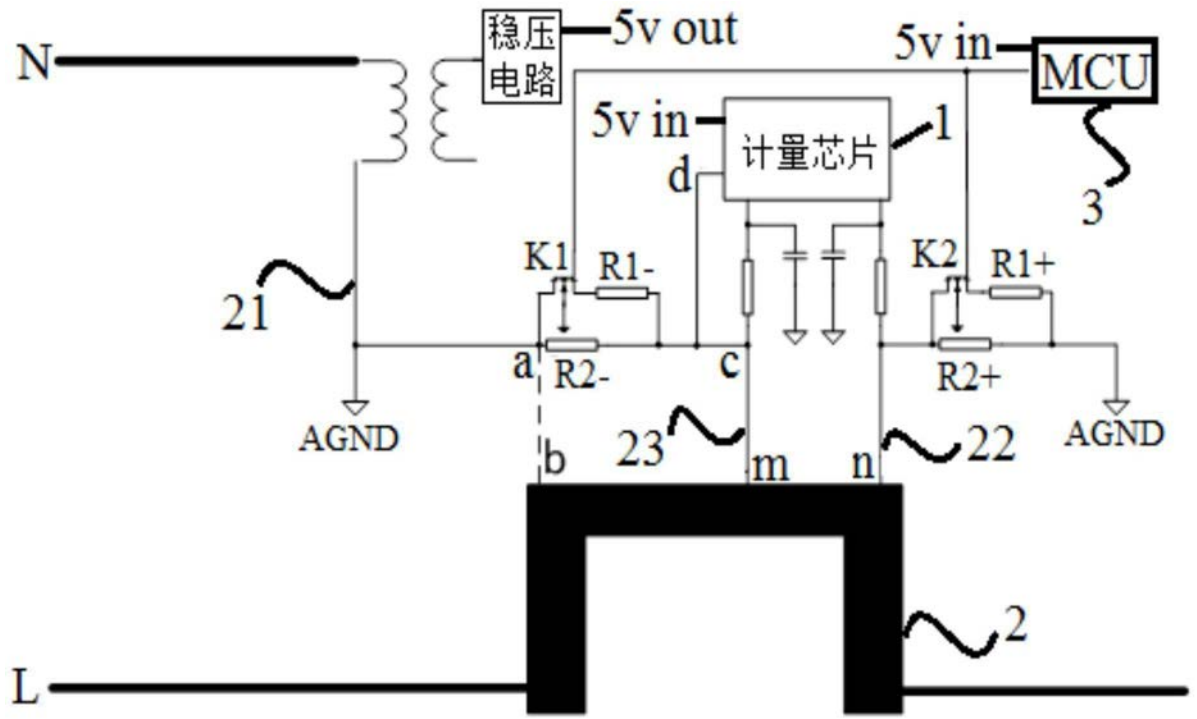 N
稳压
电路
5v out
5v in
MCU
5v in
计量芯片
1
d
3
K1
R1-
K2
R1+
21
a
R2-
c
R2+
AGND
AGND
23
22
b
m
n
2
L